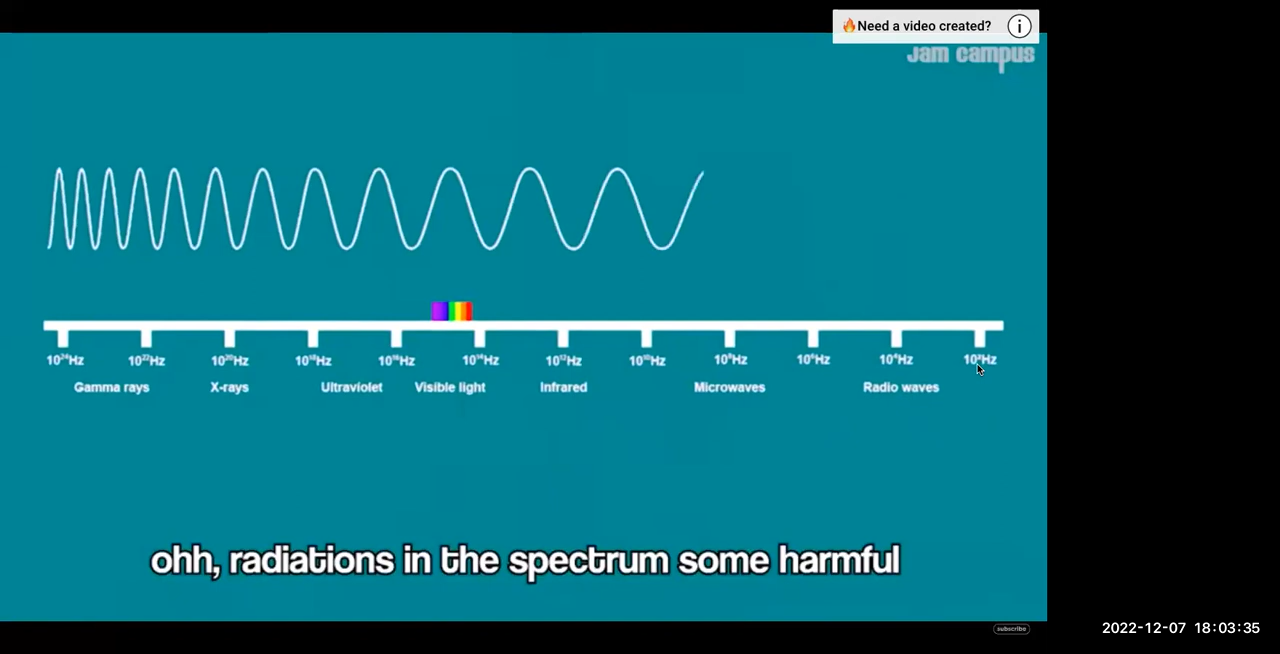 🔥Need a video created? i
Jam campus
10²⁴Hz 10²²Hz 10²⁰Hz 10¹⁸Hz 10¹⁶Hz 10¹⁴Hz 10¹²Hz 10¹⁰Hz 10⁸Hz 10⁶Hz 10⁴Hz 10²Hz
Gamma rays X-rays Ultraviolet Visible light Infrared Microwaves Radio waves
ohh, radiations in the spectrum some harmful
subscribe
2022-12-07 18:03:35